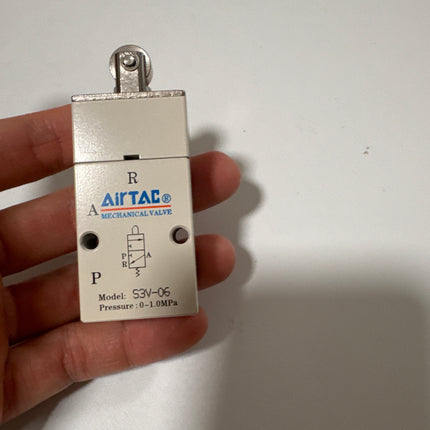 R
A AirTAC®
MECHANICAL VALVE
P
R A
P
Model: S3V-06
Pressure: 0-1.0MPa